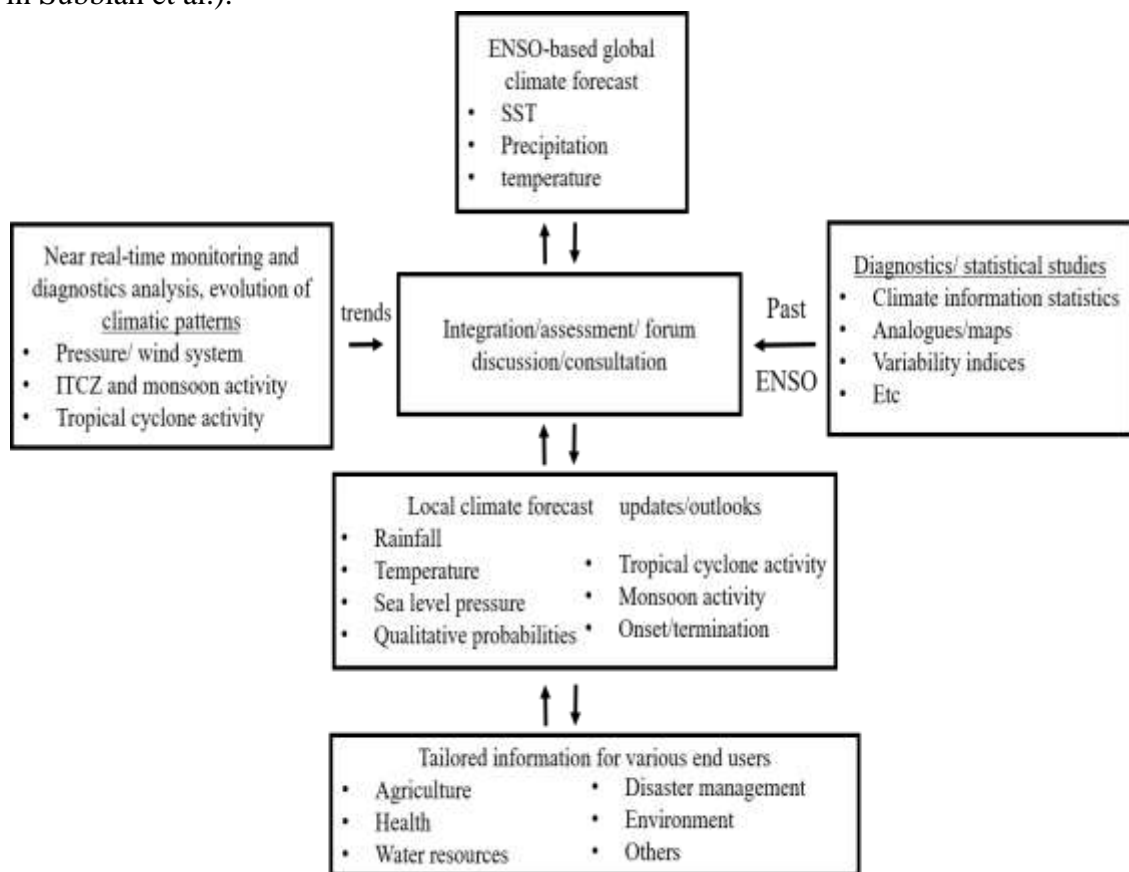 in Subbiah et al.).
ENSO-based global
climate forecast
• SST
• Precipitation
• temperature
Near real-time monitoring and
diagnostics analysis, evolution of
climatic patterns
• Pressure/ wind system
• ITCZ and monsoon activity
• Tropical cyclone activity
trends
Integration/assessment/ forum
discussion/consultation
Past
ENSO
Diagnostics/ statistical studies
• Climate information statistics
• Analogues/maps
• Variability indices
• Etc
Local climate forecast updates/outlooks
• Rainfall
• Temperature
• Sea level pressure
• Qualitative probabilities
• Tropical cyclone activity
• Monsoon activity
• Onset/termination
Tailored information for various end users
• Agriculture
• Health
• Water resources
• Disaster management
• Environment
• Others